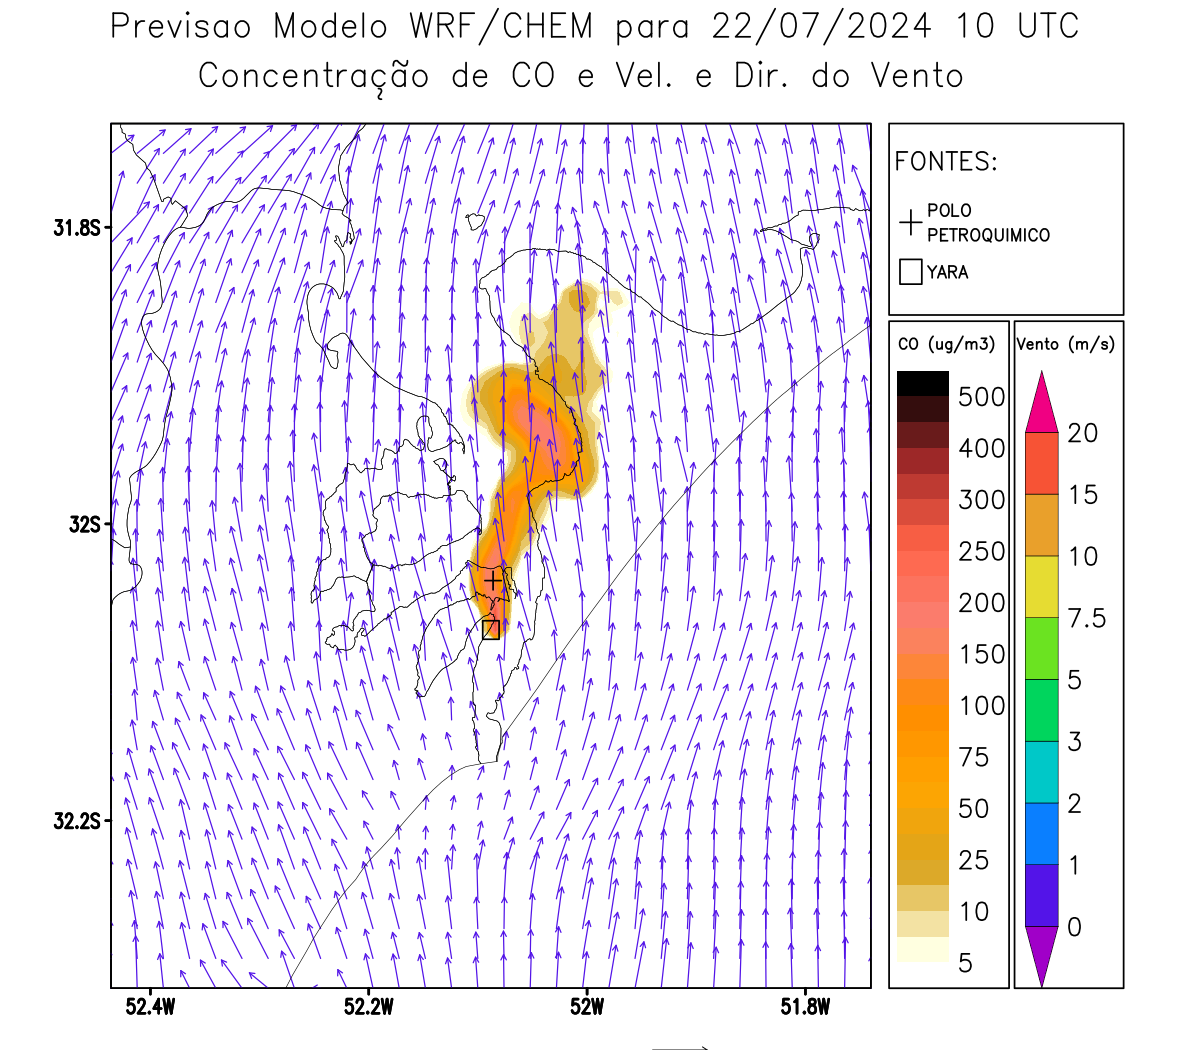 Previsao Modelo WRF/CHEM para 22/07/2024 10 UTC
Concentração de CO e Vel. e Dir. do Vento
FONTES:
POLO
PETROQUIMICO
YARA
CO (ug/m3)
500
400
300
250
200
150
100
75
50
25
10
5
Vento (m/s)
20
15
10
7.5
5
3
2
1
0
31.8S
32S
32.2S
52.4W
52.2W
52W
51.8W